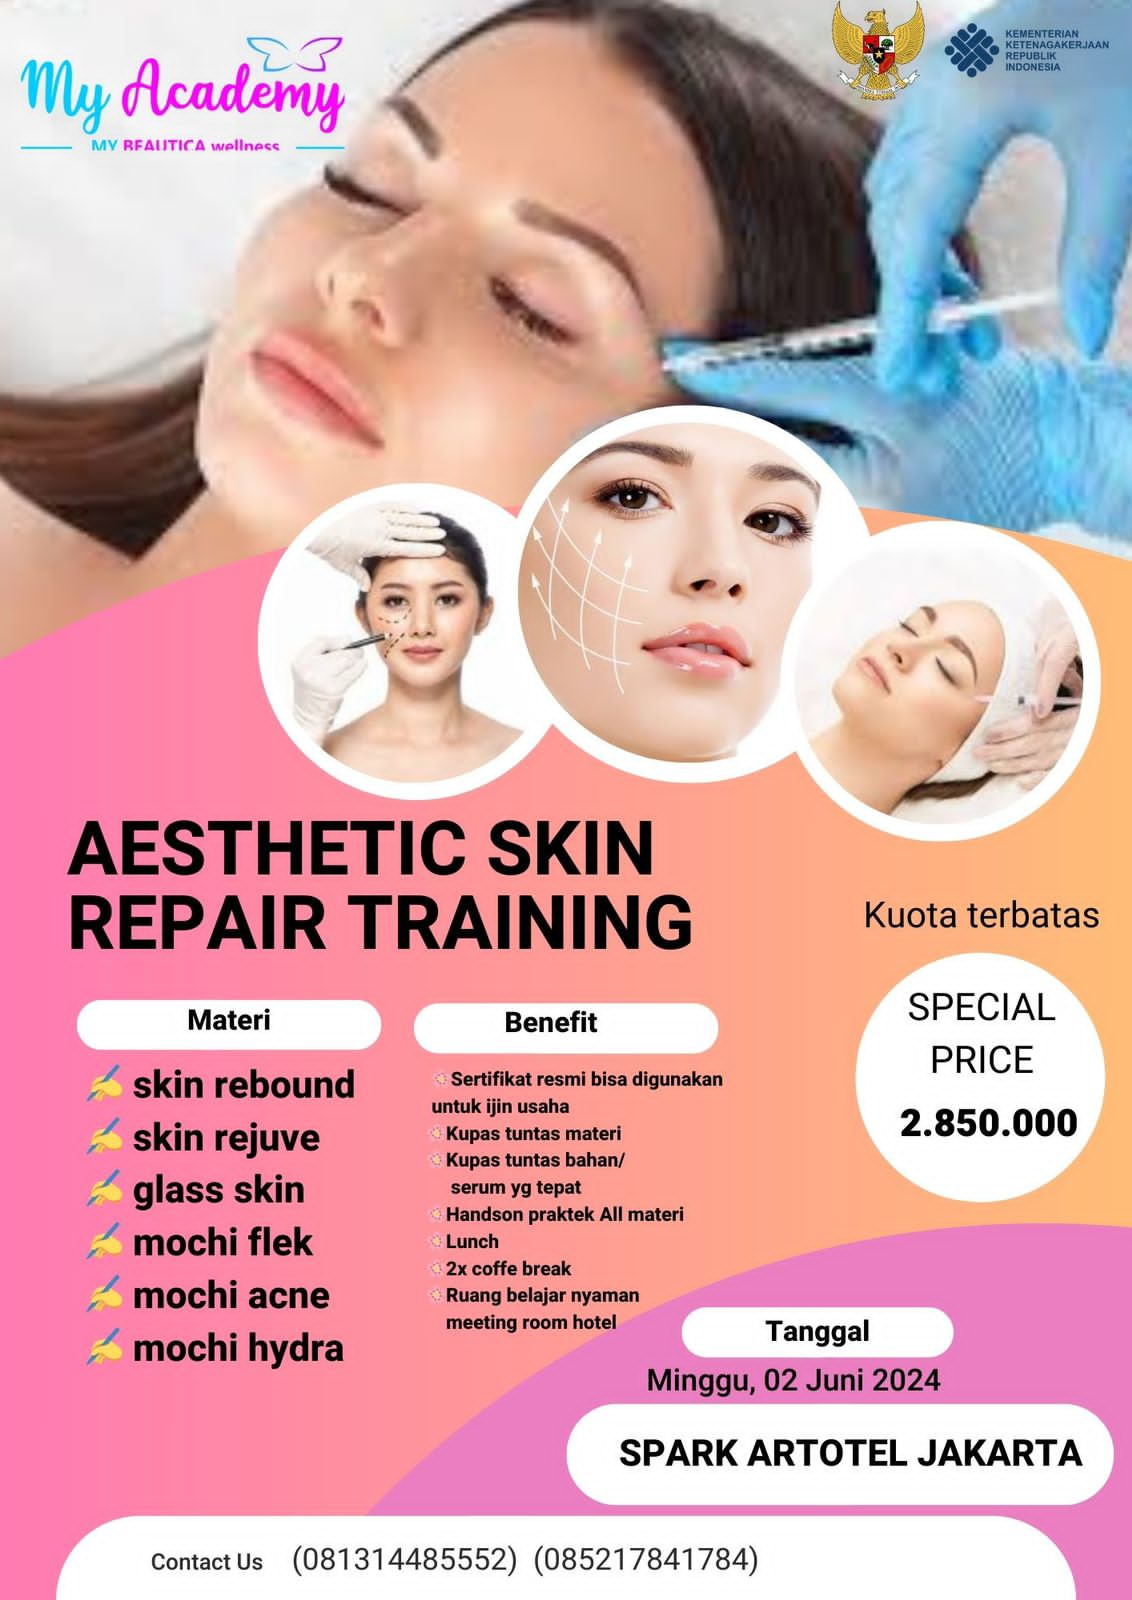 My Academy
MY BEAUTICA wellness
KEMENTERIAN
KETENAGAKERJAAN
REPUBLIK
INDONESIA
AESTHETIC SKIN
REPAIR TRAINING
Kuota terbatas
SPECIAL
PRICE
2.850.000
Materi
skin rebound
skin rejuve
glass skin
mochi flek
mochi acne
mochi hydra
Benefit
Sertifikat resmi bisa digunakan
untuk ijin usaha
Kupas tuntas materi
Kupas tuntas bahan/
serum yg tepat
Handson praktek All materi
Lunch
2x coffe break
Ruang belajar nyaman
meeting room hotel
Tanggal
Minggu, 02 Juni 2024
SPARK ARTOTEL JAKARTA
Contact Us (081314485552) (085217841784)